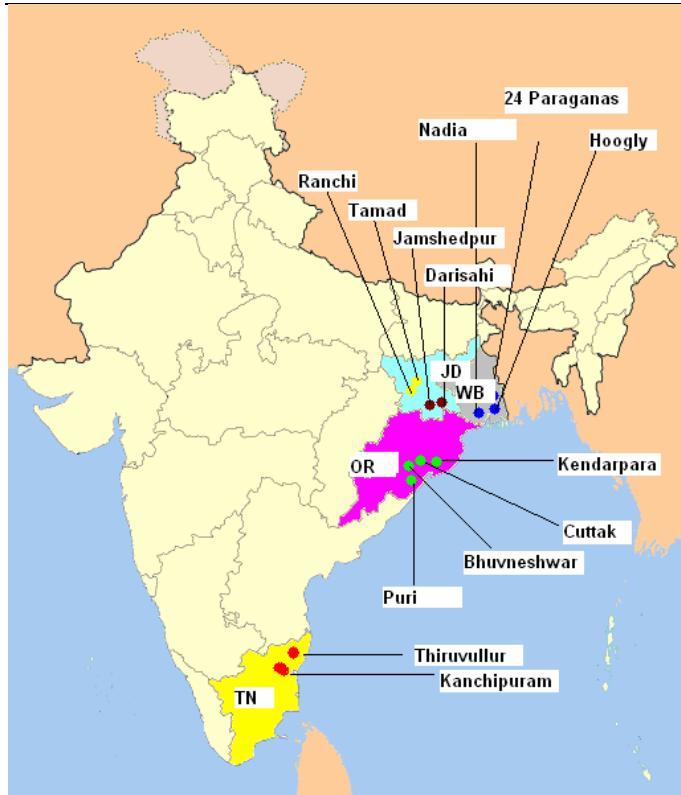 24 Paraganas
Nadia
Hoogly
Ranchi
Tamad
Jamshedpur
Darisahi
JD
WB
OR
Kendarpara
Cuttak
Bhuvneshwar
Puri
Thiruvullur
Kanchipuram
TN